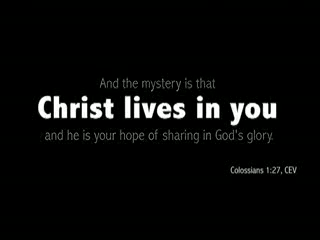 And the mystery is that
Christ lives in you
and he is your hope of sharing in God's glory.
Colossians 1:27, CEV